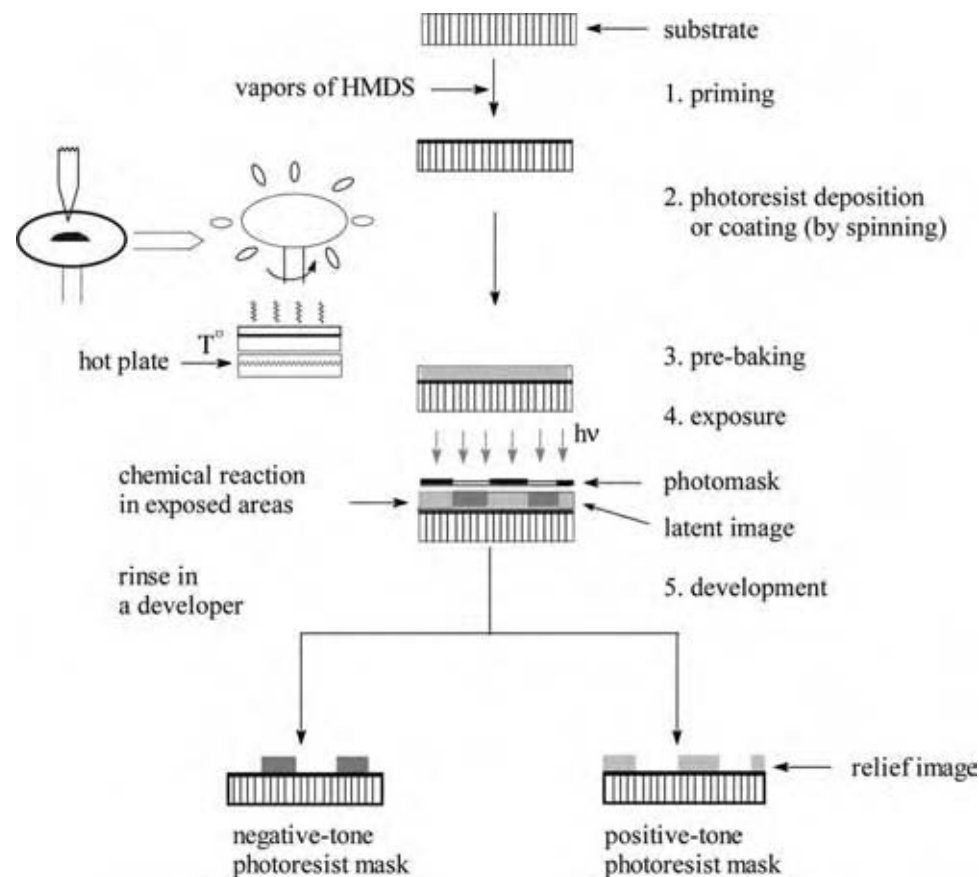 substrate
vapors of HMDS
1. priming
2. photoresist deposition
or coating (by spinning)
T°
hot plate
3. pre-baking
4. exposure
hν
chemical reaction
in exposed areas
photomask
latent image
rinse in
a developer
5. development
relief image
negative-tone
photoresist mask
positive-tone
photoresist mask